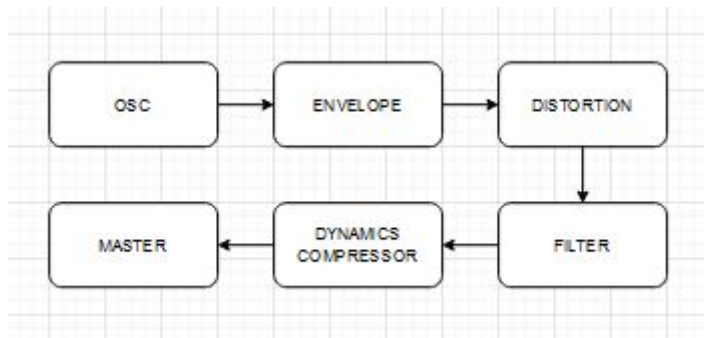 OSC
ENVELOPE
DISTORTION
MASTER
DYNAMICS
COMPRESSOR
FILTER